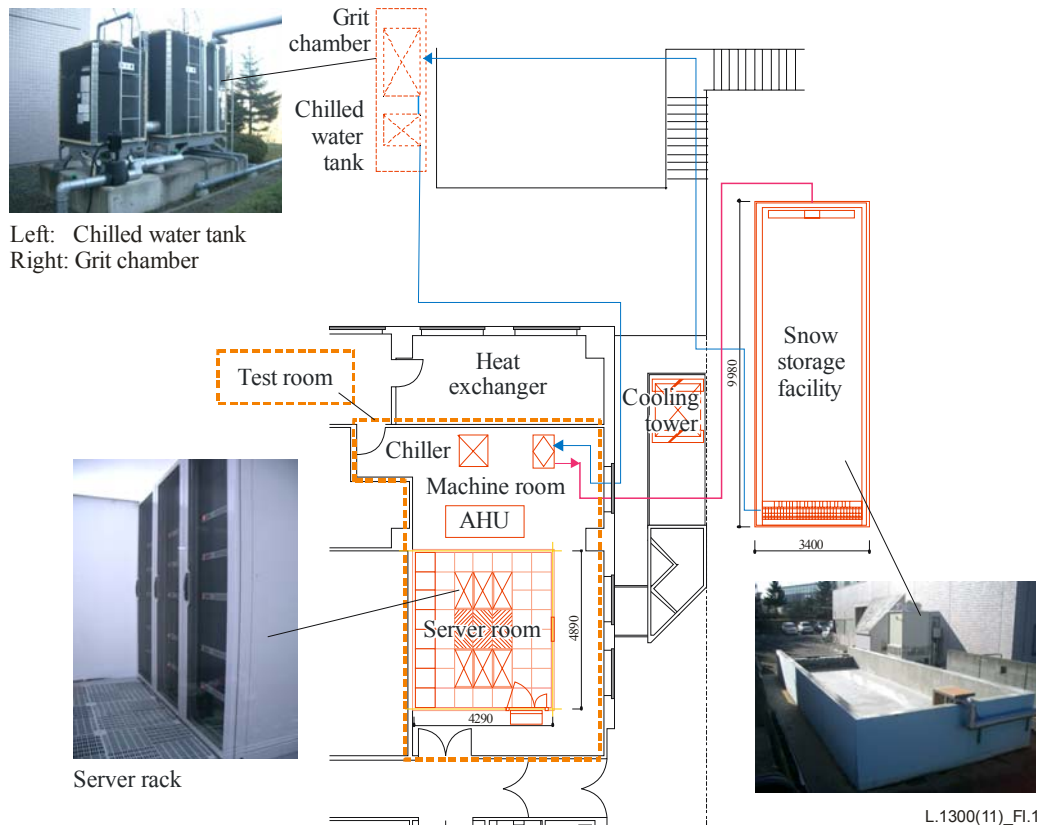 Grit
chamber
Chilled
water
tank
Left: Chilled water tank
Right: Grit chamber
Test room
Heat
exchanger
Cooling
tower
Snow
storage
facility
9980
3400
Chiller
Machine room
AHU
Server room
4890
4290
Server rack
L.1300(11)_FI.1